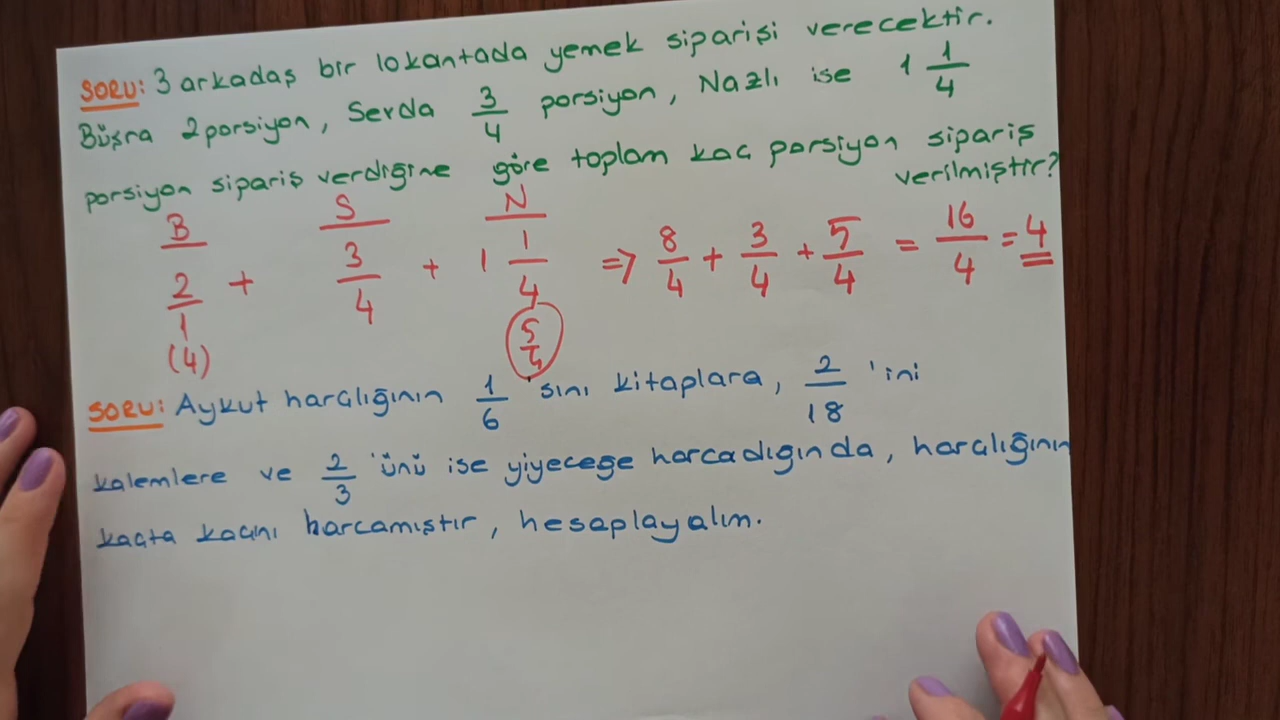 SORU: 3 arkadaş bir lokantada yemek siparişi verecektir.
Büşra 2 porsiyon, Serda 3/4 porsiyon, Nazlı ise 1 1/4
porsiyon sipariş verdiğine göre toplam kaç porsiyon sipariş
verilmiştir?
B S N
2/1 + 3/4 + 1 1/4 => 8/4 + 3/4 + 5/4 = 16/4 = 4
(4) 5/4
SORU: Aykut harçlığının 1/6 'sını kitaplara, 2/18 'ini
kalemlere ve 2/3 'ünü ise yiyeceğe harcadığında, harçlığının
kaçta kaçını harcamıştır, hesaplayalım.